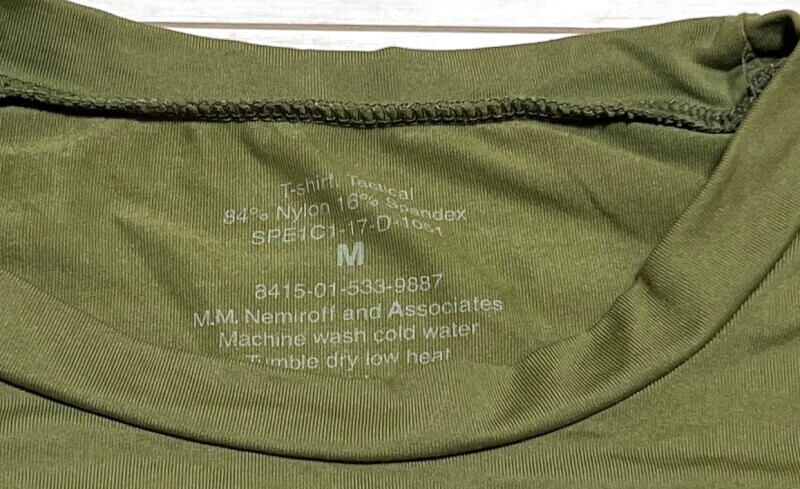 T-shirt, Tactical
84% Nylon 16% Spandex
SPE1C1-17-D-1051
M
8415-01-533-9887
M.M. Nemiroff and Associates
Machine wash cold water
Tumble dry low heat